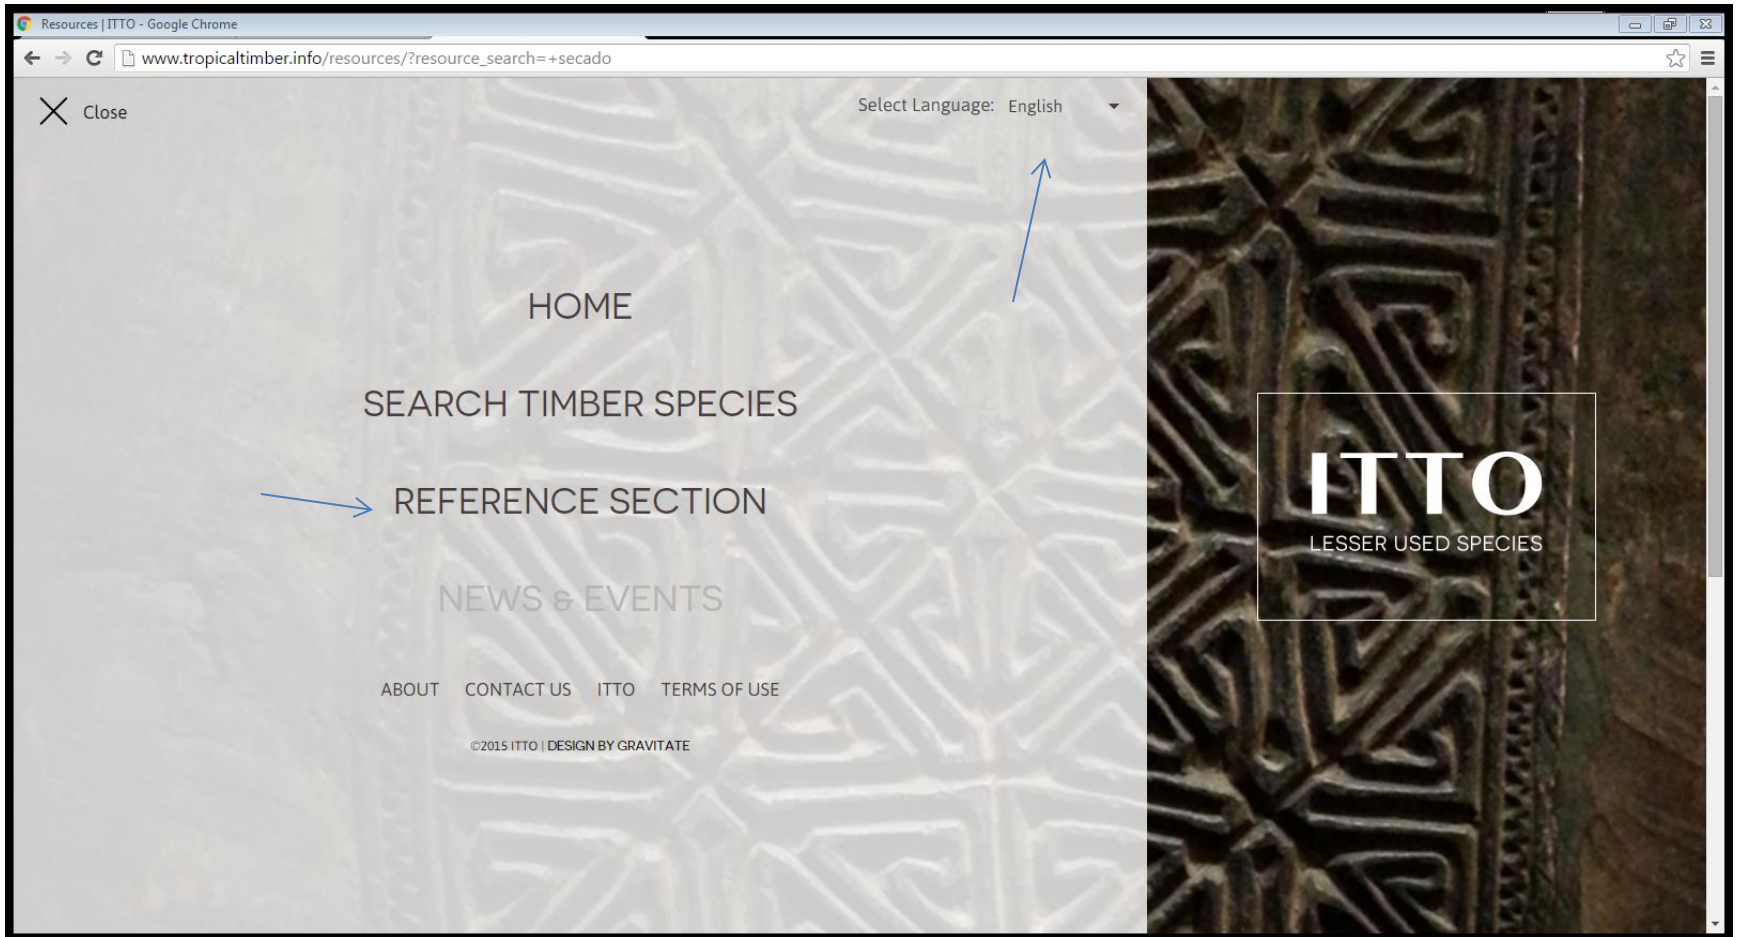 Resources | ITTO - Google Chrome
www.tropicaltimber.info/resources/?resource_search=+secado
Close
Select Language: English
HOME
SEARCH TIMBER SPECIES
REFERENCE SECTION
NEWS & EVENTS
ABOUT CONTACT US ITTO TERMS OF USE
©2015 ITTO | DESIGN BY GRAVITATE
ITTO
LESSER USED SPECIES